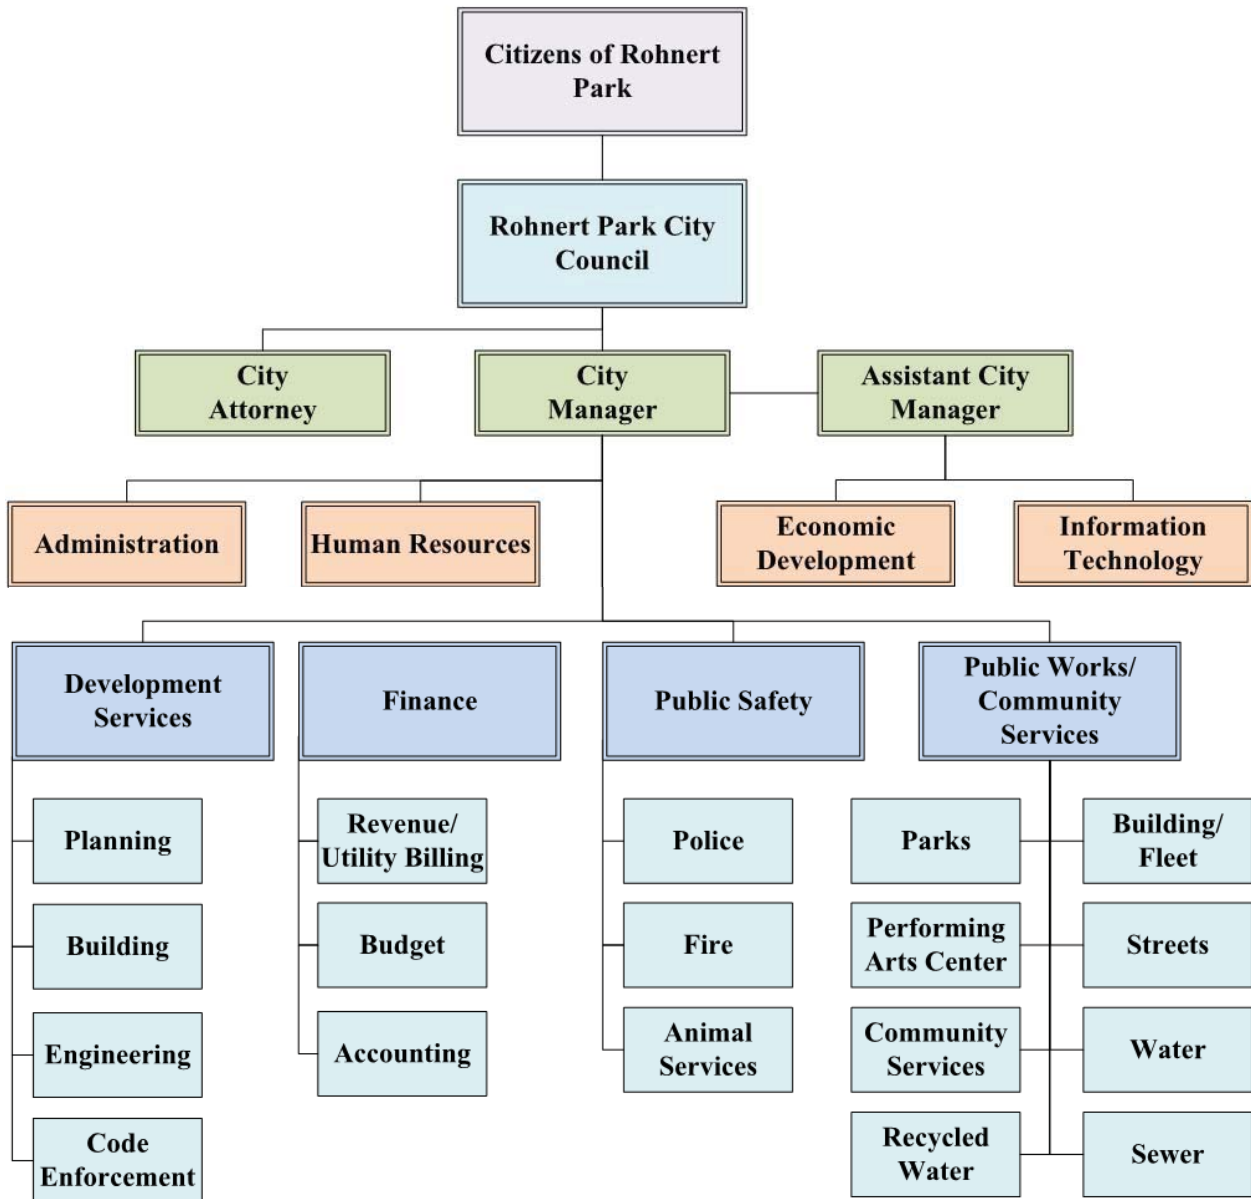 Citizens of Rohnert
Park
Rohnert Park City
Council
City
Attorney
City
Manager
Assistant City
Manager
Administration
Human Resources
Economic
Development
Information
Technology
Development
Services
Finance
Public Safety
Public Works/
Community
Services
Planning
Building
Engineering
Code
Enforcement
Revenue/
Utility Billing
Budget
Accounting
Police
Fire
Animal
Services
Parks
Performing
Arts Center
Community
Services
Recycled
Water
Building/
Fleet
Streets
Water
Sewer